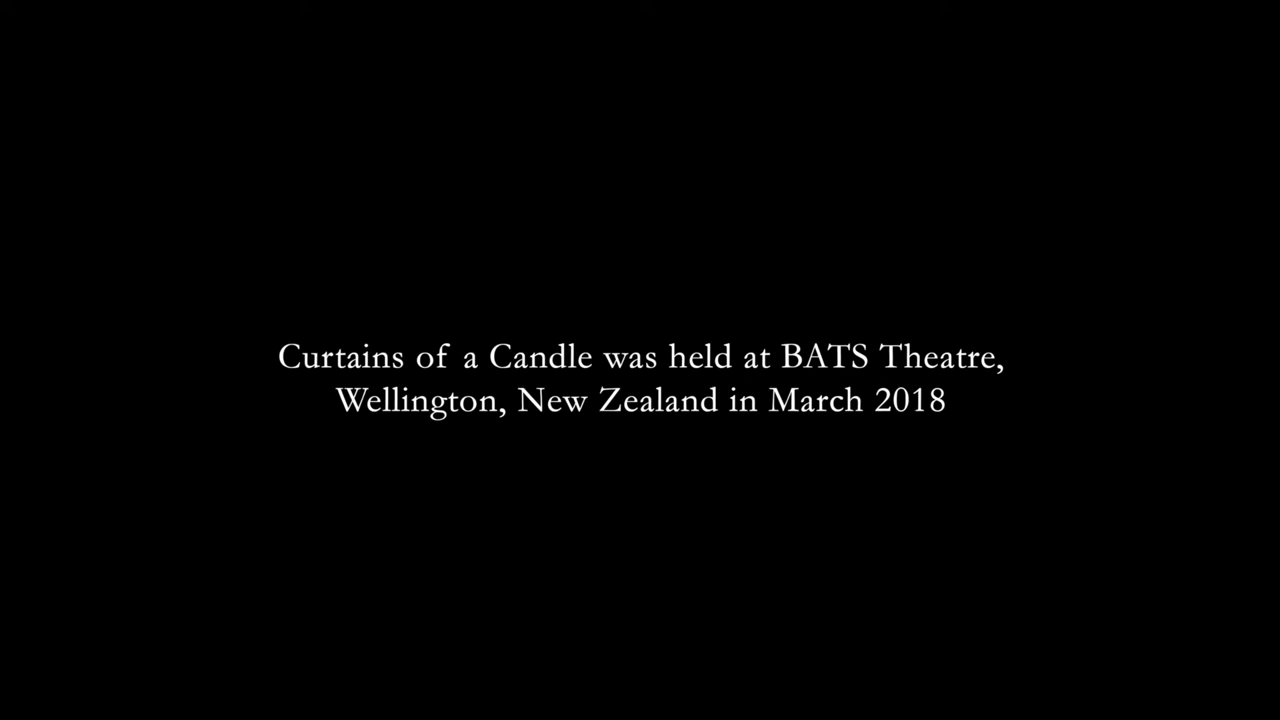 Curtains of a Candle was held at BATS Theatre,
Wellington, New Zealand in March 2018